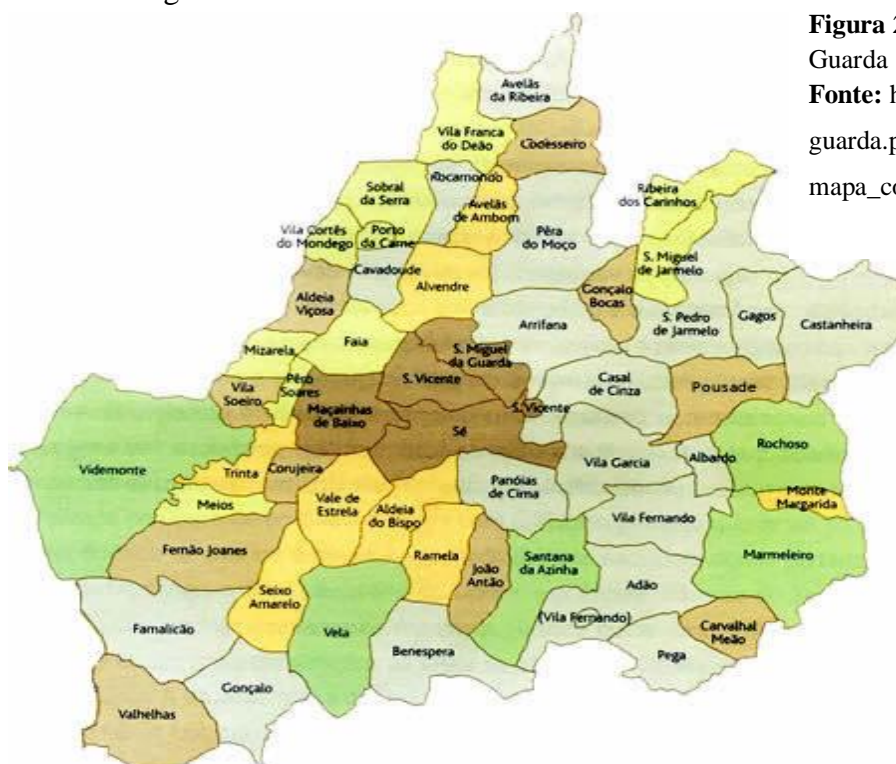 Figura 2
Guarda
Fonte: h
guarda.p
mapa_co
Avelãs
da Ribeira
Vila Franca
do Deão
Codesseiro
Rocamondo
Sobral
da Serra
Avelãs
de Ambom
Ribeira
dos Carinhos
Vila Cortês
do Mondego
Porto
da Carne
Pêra
do Moço
S. Miguel
de Jarmelo
Cavadoude
Alvendre
Gonçalo
Bocas
Aldeia
Viçosa
Arrifana
S. Pedro
de Jarmelo
Gagos
Castanheira
Mizarela
Faia
S. Miguel
da Guarda
Vila
Soeiro
Pêro
Soares
S. Vicente
Casal
de Cinza
Pousade
Maçainhas
de Baixo
S. Vicente
Sé
Videmonte
Trinta
Corujeira
Vila Garcia
Albardo
Rochoso
Panóias
de Cima
Meios
Vale de
Estrela
Aldeia
do Bispo
Vila Fernando
Monte
Margarida
Fernão Joanes
Ramela
João
Antão
Santana
da Azinha
Marmeleiro
Seixo
Amarelo
Adão
Famalicão
Vela
(Vila Fernando)
Carvalhal
Meão
Benespera
Pega
Gonçalo
Valhelhas